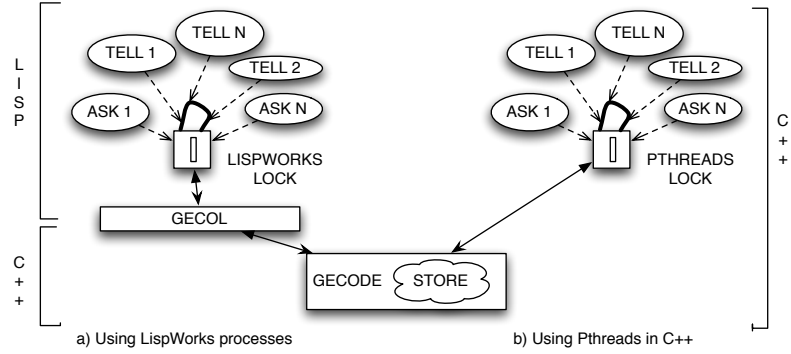 L
I
S
P
C
+
+
TELL 1
TELL N
TELL 2
ASK 1
ASK N
LISPWORKS
LOCK
GECOL
TELL 1
TELL N
TELL 2
ASK 1
ASK N
PTHREADS
LOCK
C
+
+
GECODE
STORE
a) Using LispWorks processes
b) Using Pthreads in C++